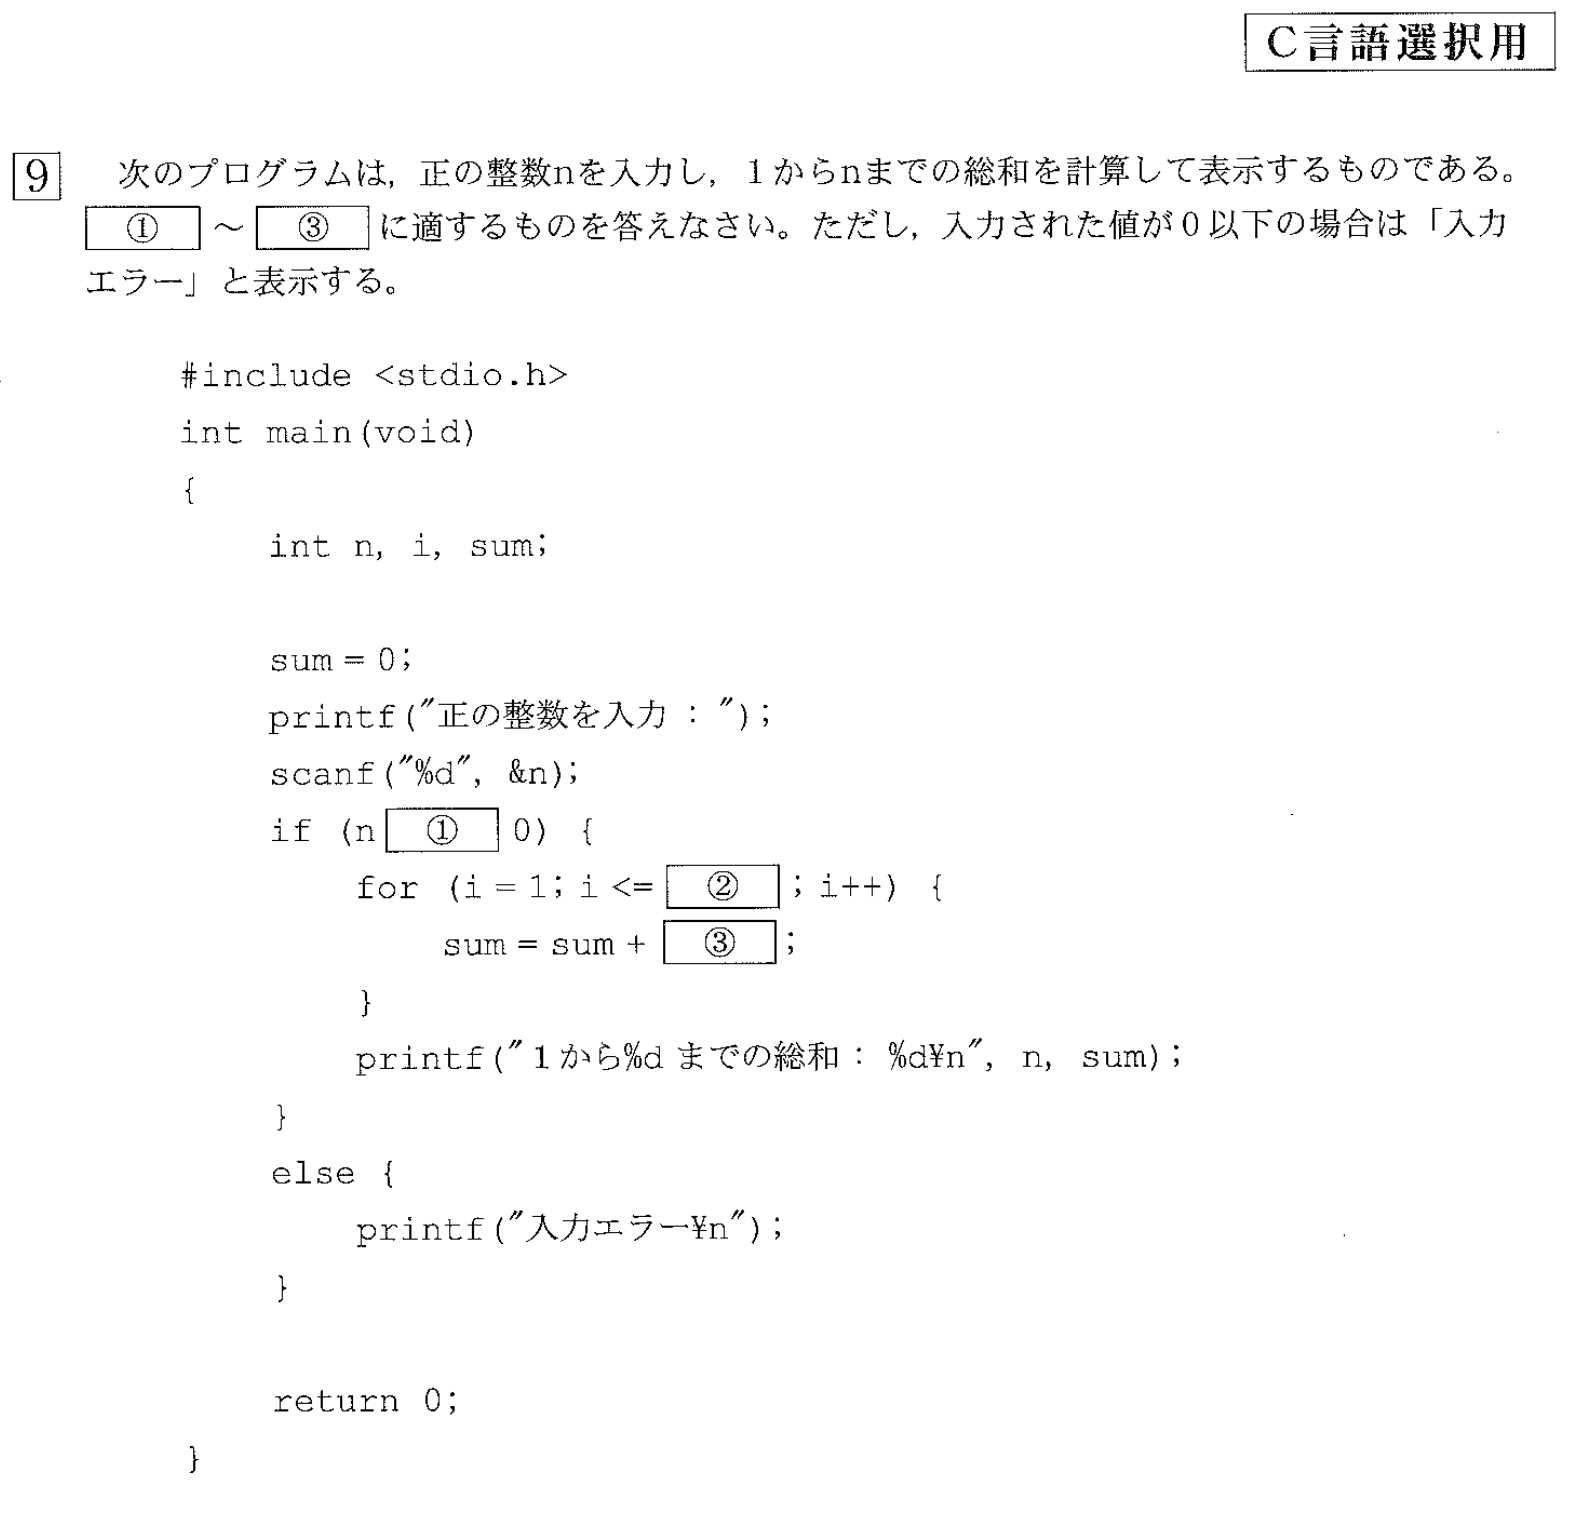 C言語選択用
9 次のプログラムは，正の整数nを入力し，１からnまでの総和を計算して表示するものである。
① ～ ③ に適するものを答えなさい。ただし，入力された値が０以下の場合は「入力
エラー」と表示する。
#include <stdio.h>
int main(void)
{
int n, i, sum;
sum = 0;
printf("正の整数を入力 : ");
scanf("%d", &n);
if (n ① 0) {
for (i = 1; i <= ② ; i++) {
sum = sum + ③ ;
}
printf("１から%d までの総和 : %d¥n", n, sum);
}
else {
printf("入力エラー¥n");
}
return 0;
}